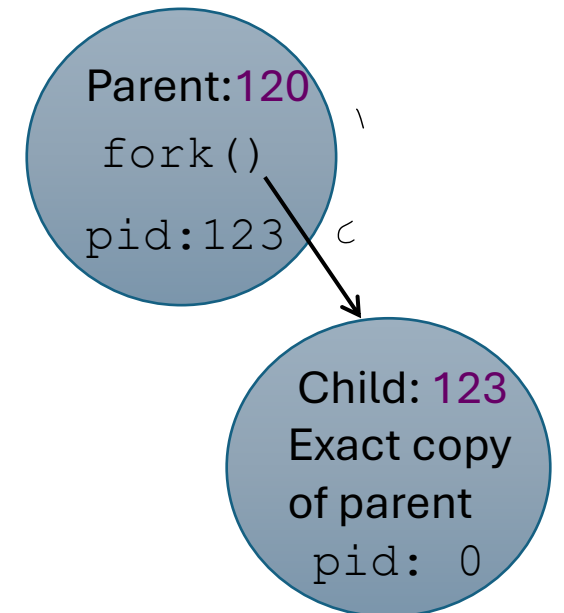 Parent:120
fork()
pid:123
Child: 123
Exact copy
of parent
pid: 0